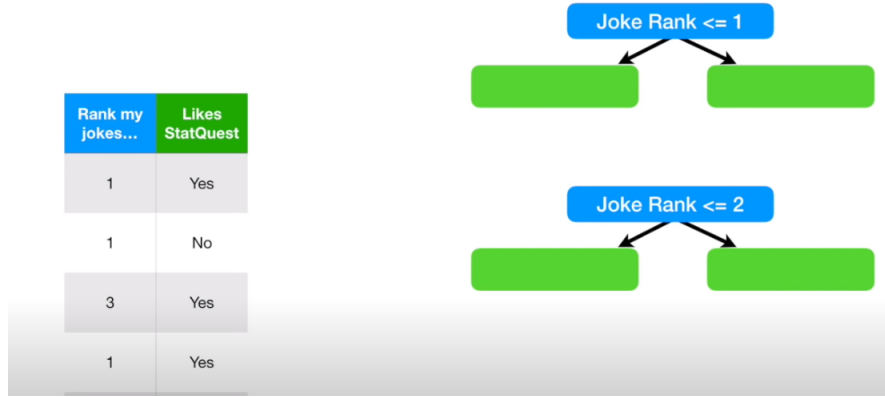 Joke Rank <= 1
Rank my jokes...
Likes StatQuest
1 Yes
1 No
Joke Rank <= 2
3 Yes
1 Yes